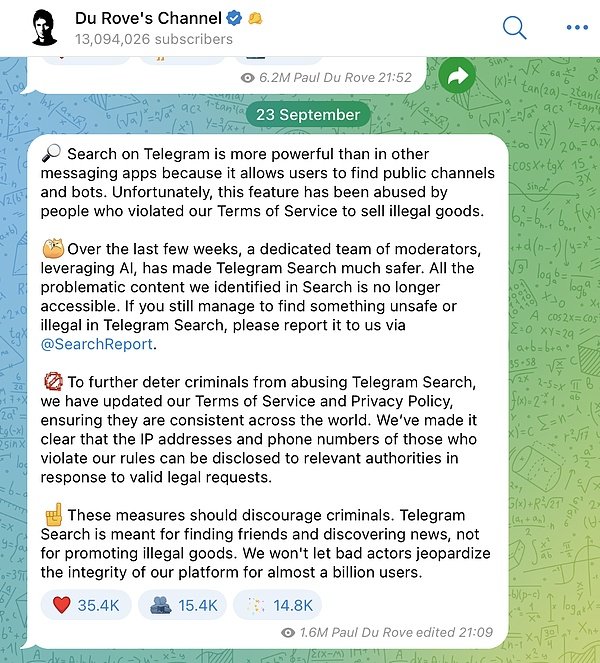 Du Rove's Channel
13,094,026 subscribers
6.2M Paul Du Rove 21:52
23 September
Search on Telegram is more powerful than in other
messaging apps because it allows users to find public channels
and bots. Unfortunately, this feature has been abused by
people who violated our Terms of Service to sell illegal goods.
Over the last few weeks, a dedicated team of moderators,
leveraging AI, has made Telegram Search much safer. All the
problematic content we identified in Search is no longer
accessible. If you still manage to find something unsafe or
illegal in Telegram Search, please report it to us via
@SearchReport.
To further deter criminals from abusing Telegram Search,
we have updated our Terms of Service and Privacy Policy,
ensuring they are consistent across the world. We’ve made it
clear that the IP addresses and phone numbers of those who
violate our rules can be disclosed to relevant authorities in
response to valid legal requests.
These measures should discourage criminals. Telegram
Search is meant for finding friends and discovering news, not
for promoting illegal goods. We won't let bad actors jeopardize
the integrity of our platform for almost a billion users.
35.4K 15.4K 14.8K
1.6M Paul Du Rove edited 21:09